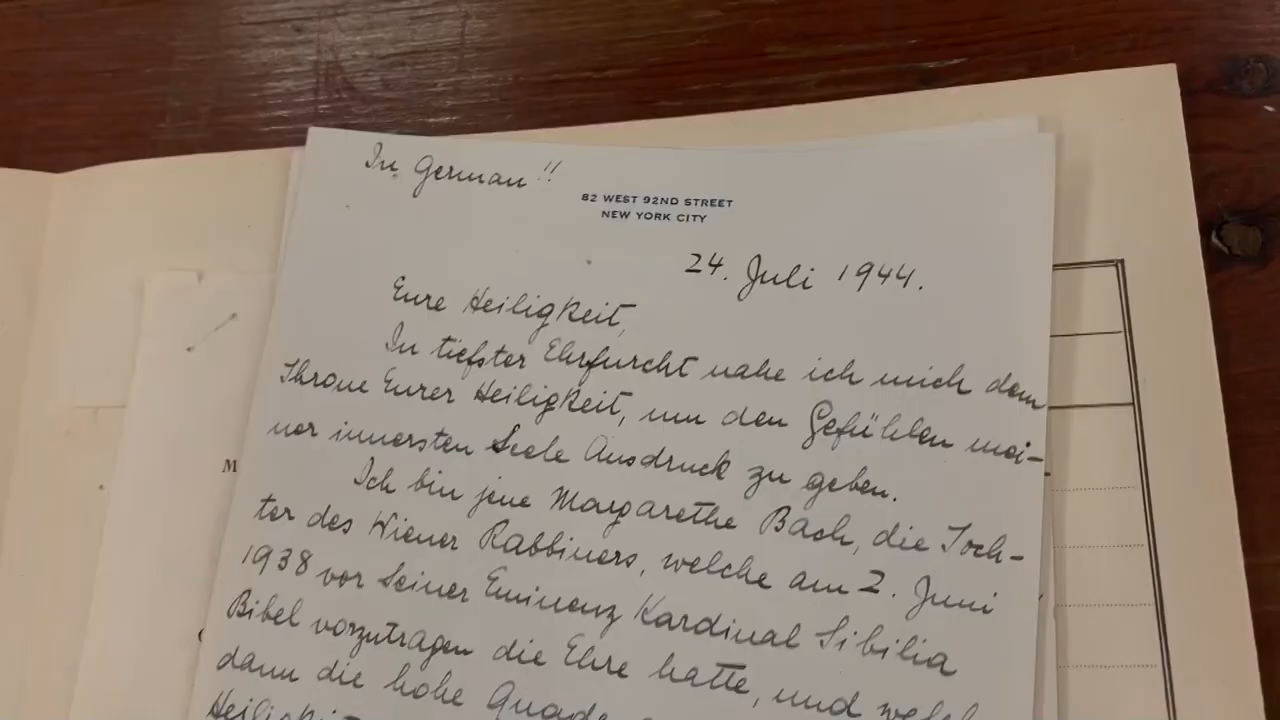 In German!!
82 WEST 92ND STREET
NEW YORK CITY
24. Juli 1944.
Eure Heiligkeit,
In tiefster Ehrfurcht nahe ich mich dem
Throne Eurer Heiligkeit, um den Gefühlen mei-
ner innersten Seele Ausdruck zu geben.
Ich bin jene Margarethe Bach, die Toch-
ter des Wiener Rabbiners, welche am 2. Juni
1938 vor Seiner Eminenz Kardinal Sibilia
Bibel vorzutragen die Ehre hatte, und
dann die hohe
M